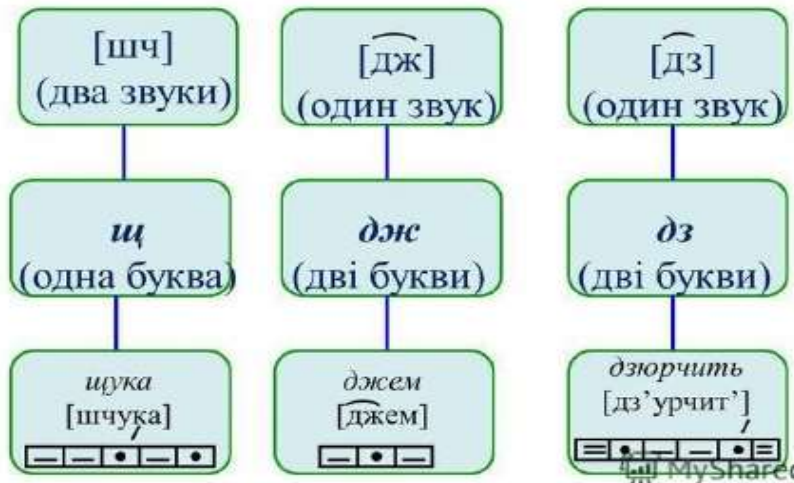 [шч]
(два звуки)
[дж]
(один звук)
[дз]
(один звук)
щ
(одна буква)
дж
(дві букви)
дз
(дві букви)
щука
[шчука]
джем
[джем]
дзюрчить
[дз’урчит’]
MyShared